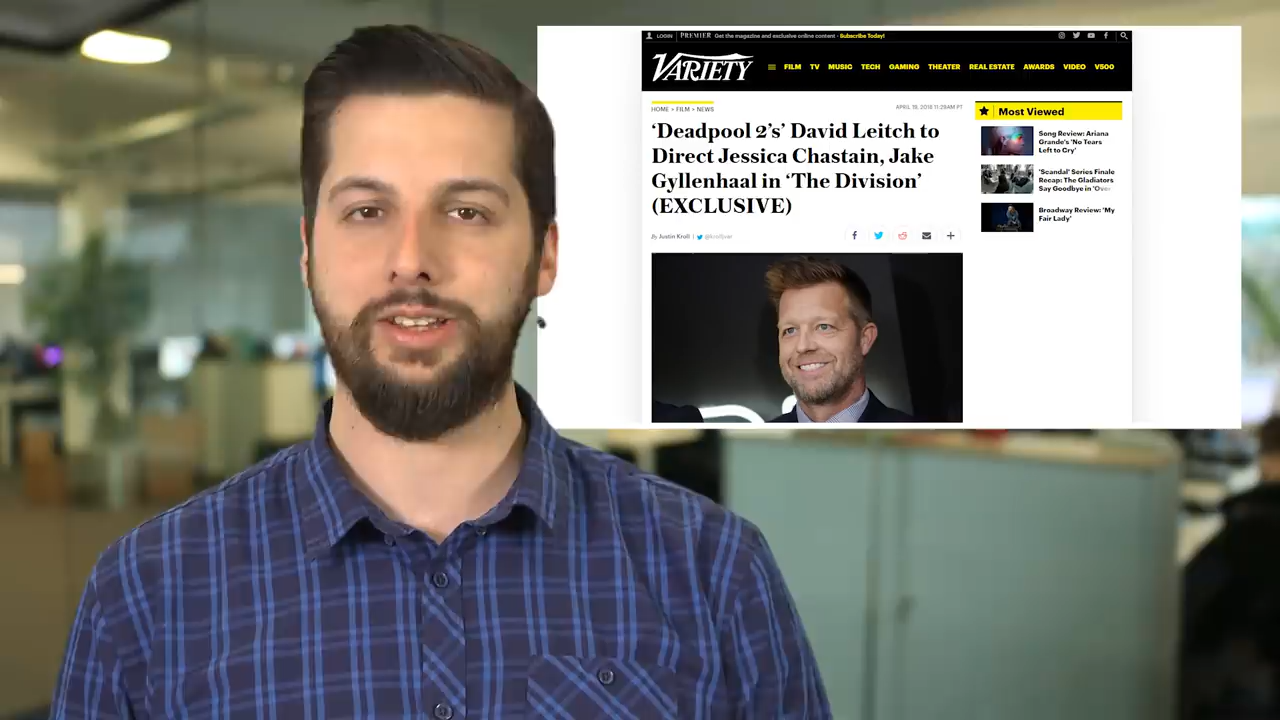 LOGIN
PREMIER Get the magazine and exclusive online content - Subscribe Today!
VARIETY
FILM TV MUSIC TECH GAMING THEATER REAL ESTATE AWARDS VIDEO V500
HOME > FILM > NEWS
APRIL 19, 2018 11:29AM PT
‘Deadpool 2’s’ David Leitch to
Direct Jessica Chastain, Jake
Gyllenhaal in ‘The Division’
(EXCLUSIVE)
By Justin Kroll | @krolljvar
Most Viewed
Song Review: Ariana
Grande's 'No Tears
Left to Cry'
'Scandal' Series Finale
Recap: The Gladiators
Say Goodbye in 'Over
Broadway Review: 'My
Fair Lady'